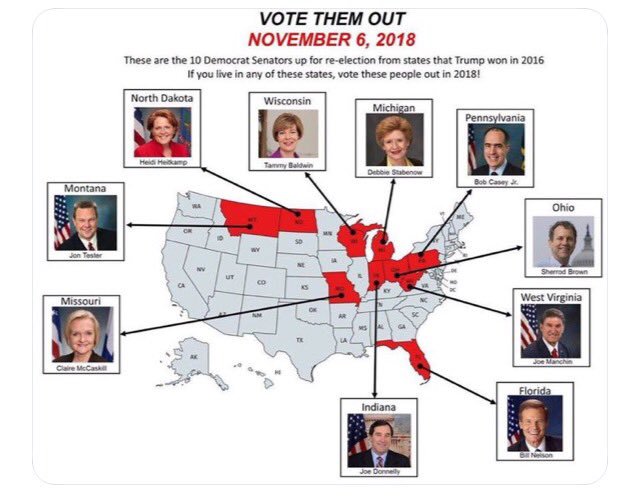 VOTE THEM OUT
NOVEMBER 6, 2018
These are the 10 Democrat Senators up for re-election from states that Trump won in 2016
If you live in any of these states, vote these people out in 2018!
North Dakota
Heidi Heitkamp
Wisconsin
Tammy Baldwin
Michigan
Debbie Stabenow
Pennsylvania
Bob Casey Jr.
Montana
Jon Tester
Ohio
Sherrod Brown
Missouri
Claire McCaskill
West Virginia
Joe Manchin
Indiana
Joe Donnelly
Florida
Bill Nelson
WA
MT
ND
MN
WI
ME
OR
ID
SD
NY
WY
IA
PA
NE
NV
UT
CO
IL
IN
OH
DE
MD
DC
CA
KS
MO
KY
VA
NC
OK
TN
SC
NM
AR
MS
AL
GA
TX
LA
AK
HI